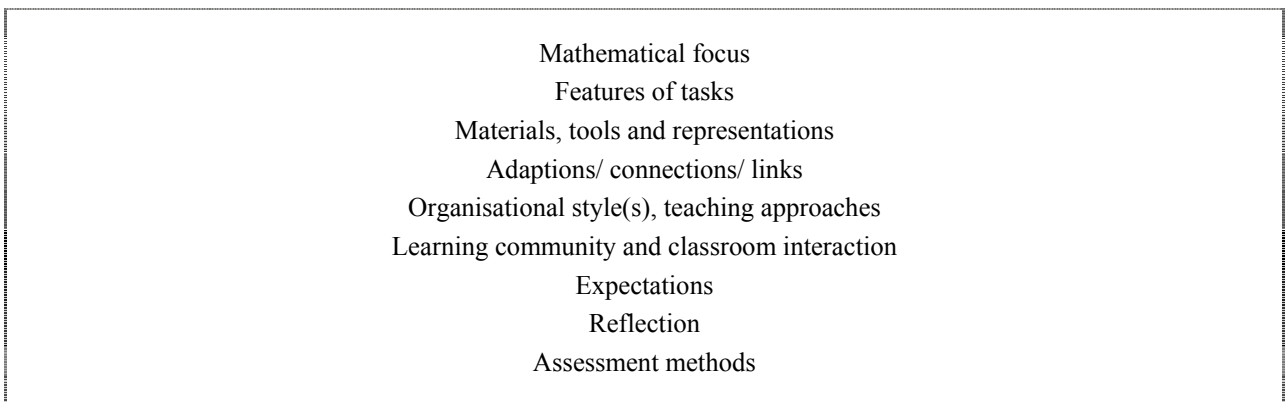 Mathematical focus
Features of tasks
Materials, tools and representations
Adaptions/ connections/ links
Organisational style(s), teaching approaches
Learning community and classroom interaction
Expectations
Reflection
Assessment methods